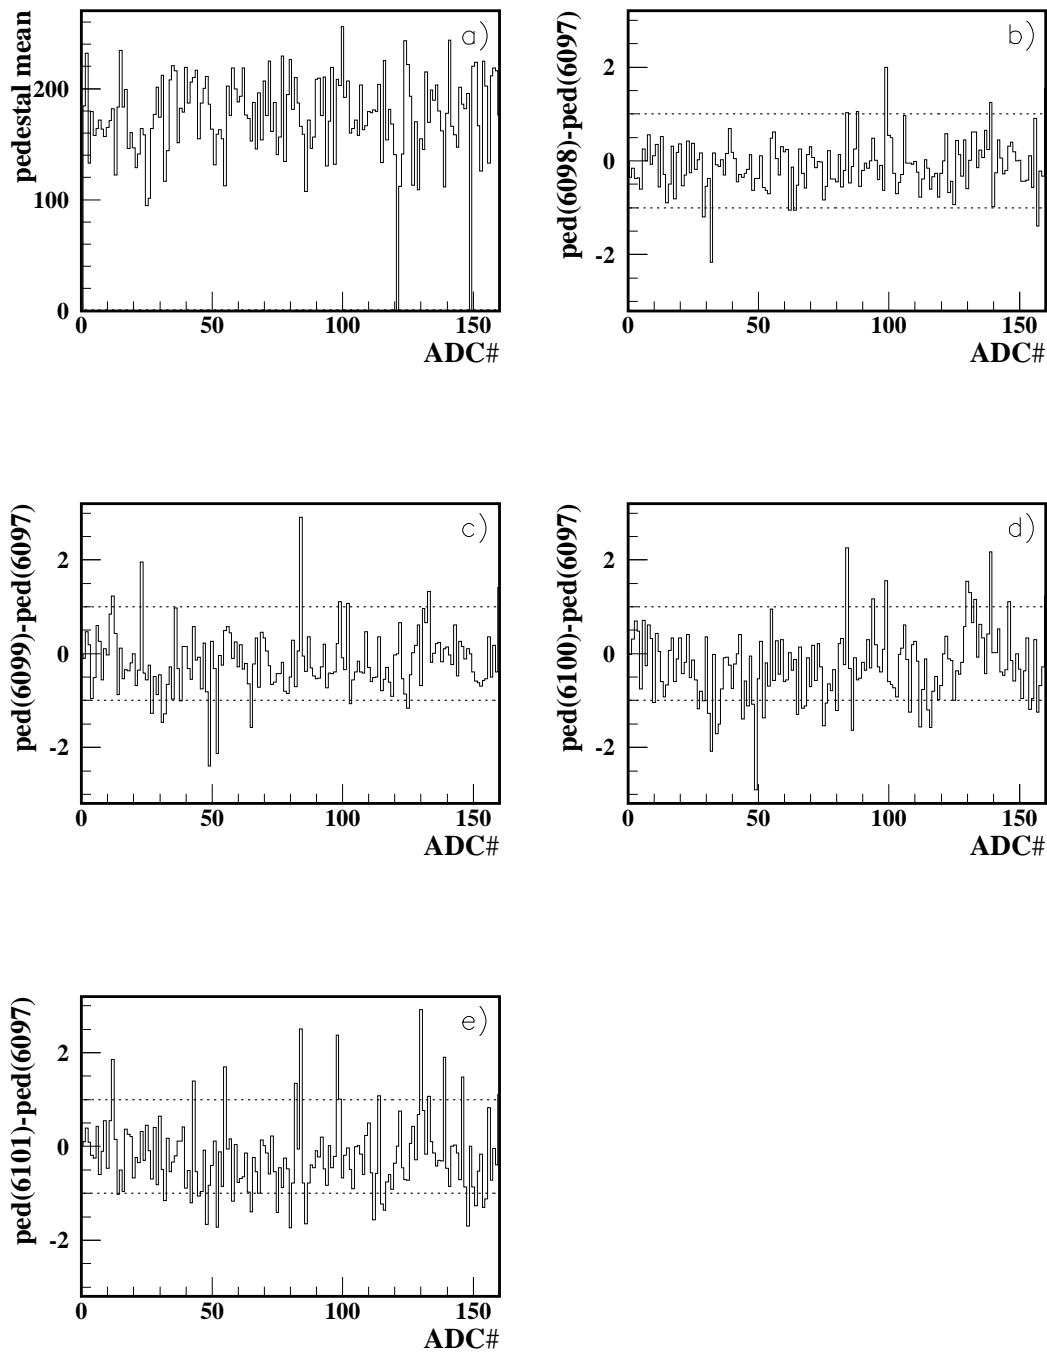 pedestal mean
a)
200
100
0
0 50 100 150
ADC#
ped(6098)-ped(6097)
b)
2
0
-2
0 50 100 150
ADC#
ped(6099)-ped(6097)
c)
2
0
-2
0 50 100 150
ADC#
ped(6100)-ped(6097)
d)
2
0
-2
0 50 100 150
ADC#
ped(6101)-ped(6097)
e)
2
0
-2
0 50 100 150
ADC#